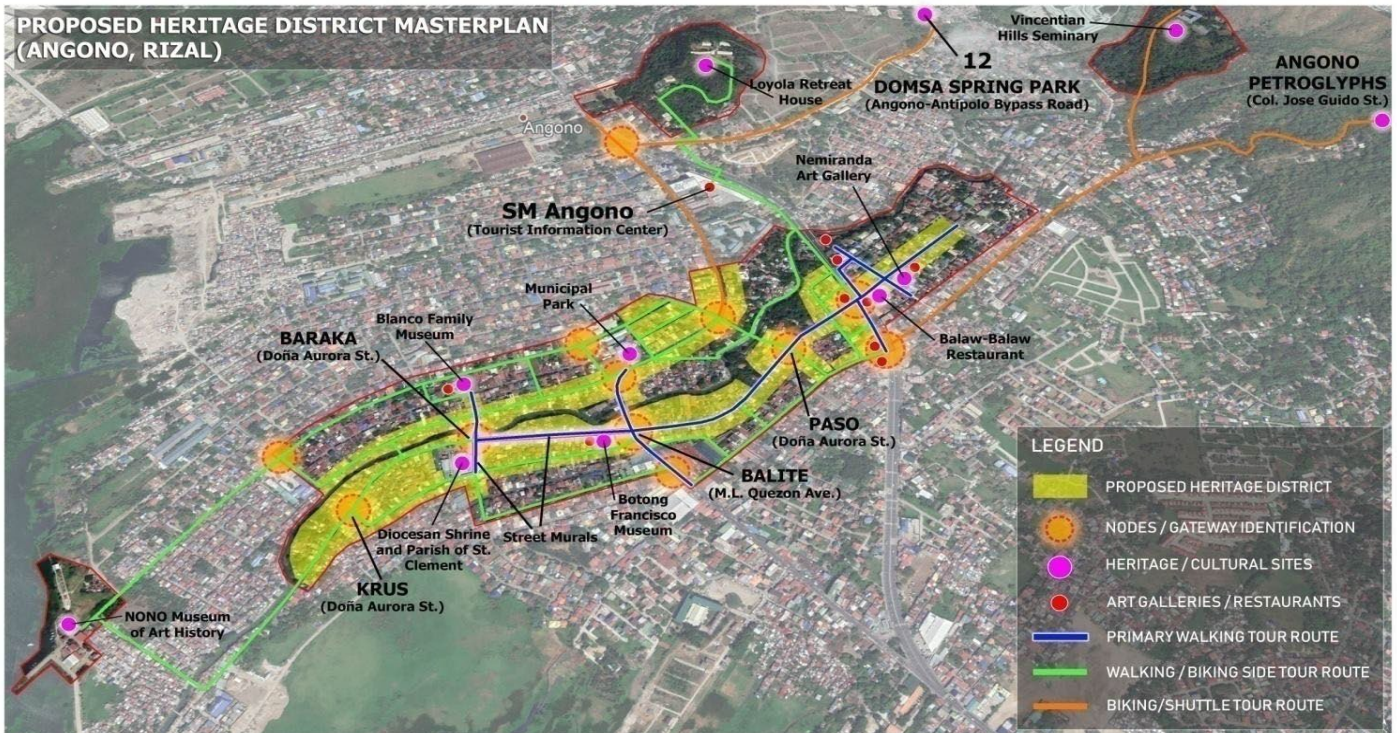 PROPOSED HERITAGE DISTRICT MASTERPLAN
(ANGONO, RIZAL)
Vincentian
Hills Seminary
12
DOMSA SPRING PARK
(Angono-Antipolo Bypass Road)
ANGONO
PETROGLYPHS
(Col. Jose Guido St.)
Loyola Retreat
House
Angono
Nemiranda
Art Gallery
SM Angono
(Tourist Information Center)
Municipal
Park
Blanco Family
Museum
BARAKA
(Doña Aurora St.)
Balaw-Balaw
Restaurant
PASO
(Doña Aurora St.)
BALITE
(M.L. Quezon Ave.)
Botong
Francisco
Museum
Street Murals
Diocesan Shrine
and Parish of St.
Clement
KRUS
(Doña Aurora St.)
NONO Museum
of Art History
LEGEND
PROPOSED HERITAGE DISTRICT
NODES / GATEWAY IDENTIFICATION
HERITAGE / CULTURAL SITES
ART GALLERIES / RESTAURANTS
PRIMARY WALKING TOUR ROUTE
WALKING / BIKING SIDE TOUR ROUTE
BIKING/SHUTTLE TOUR ROUTE